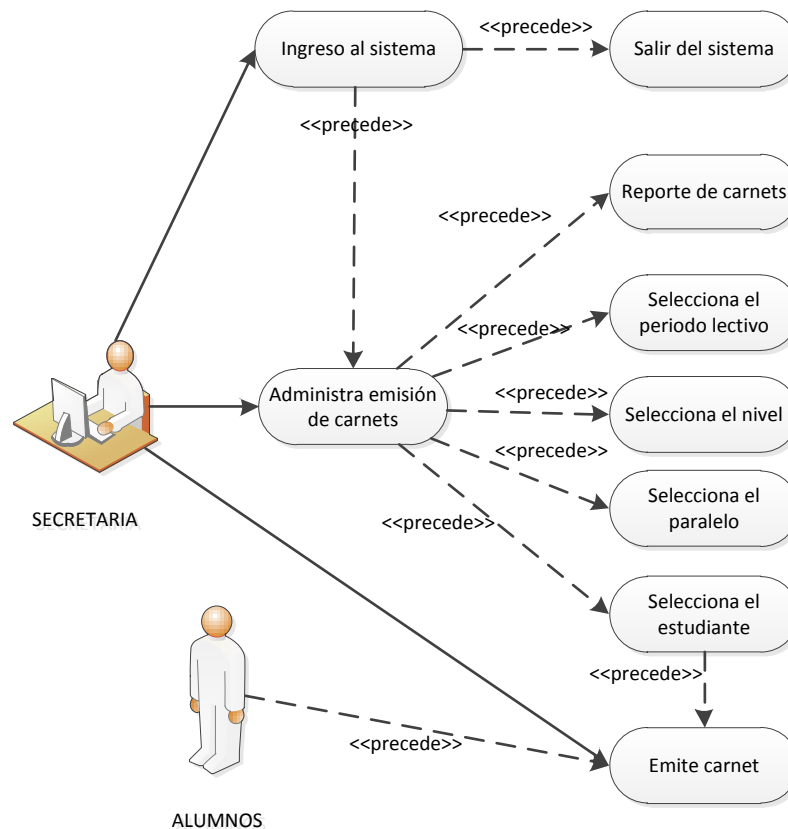 Ingreso al sistema
<<precede>>
Salir del sistema
<<precede>>
Reporte de carnets
<<precede>>
Selecciona el
periodo lectivo
<<precede>>
Administra emisión
de carnets
<<precede>>
Selecciona el nivel
<<precede>>
Selecciona el
paralelo
SECRETARIA
<<precede>>
Selecciona el
estudiante
<<precede>>
<<precede>>
Emite carnet
ALUMNOS